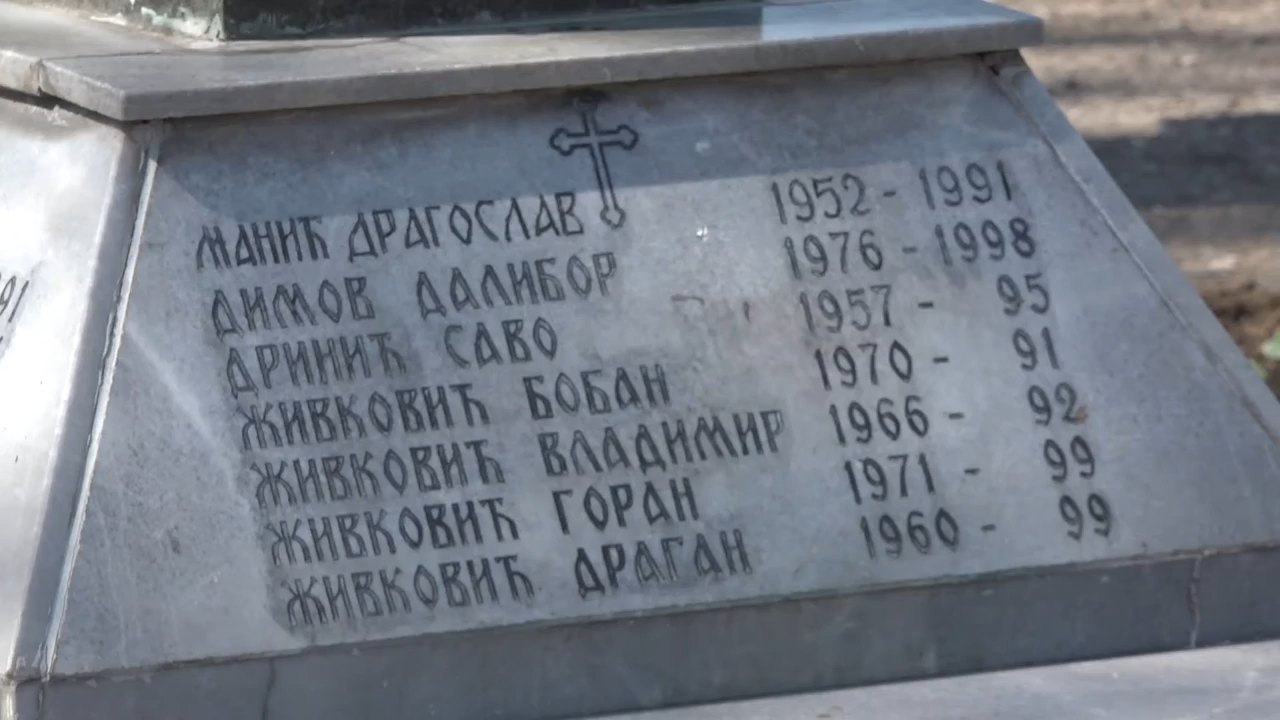 МАНИЋ ДРАГОСЛАВ 1952 - 1991
ДИМОВ ДАЛИБОР 1976 - 1998
ДРИНИЋ САВО 1957 - 95
ЖИВКОВИЋ БОБАН 1970 - 91
ЖИВКОВИЋ ВЛАДИМИР 1966 - 92
ЖИВКОВИЋ ГОРАН 1971 - 99
ЖИВКОВИЋ ДРАГАН 1960 - 99